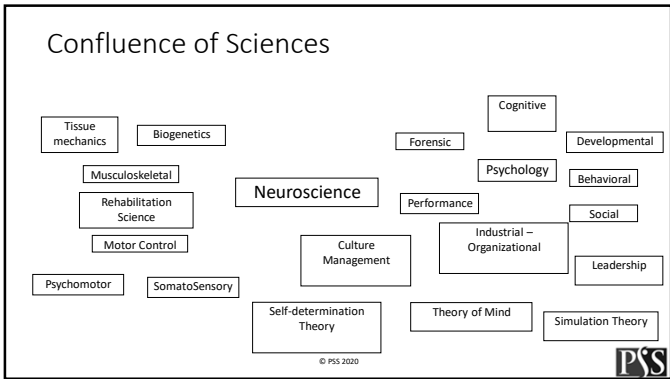 Confluence of Sciences
Cognitive
Tissue
mechanics
Biogenetics
Forensic
Developmental
Musculoskeletal
Psychology
Behavioral
Neuroscience
Rehabilitation
Science
Performance
Social
Motor Control
Culture
Management
Industrial –
Organizational
Leadership
Psychomotor
SomatoSensory
Self-determination
Theory
Theory of Mind
Simulation Theory
© PSS 2020
PSS